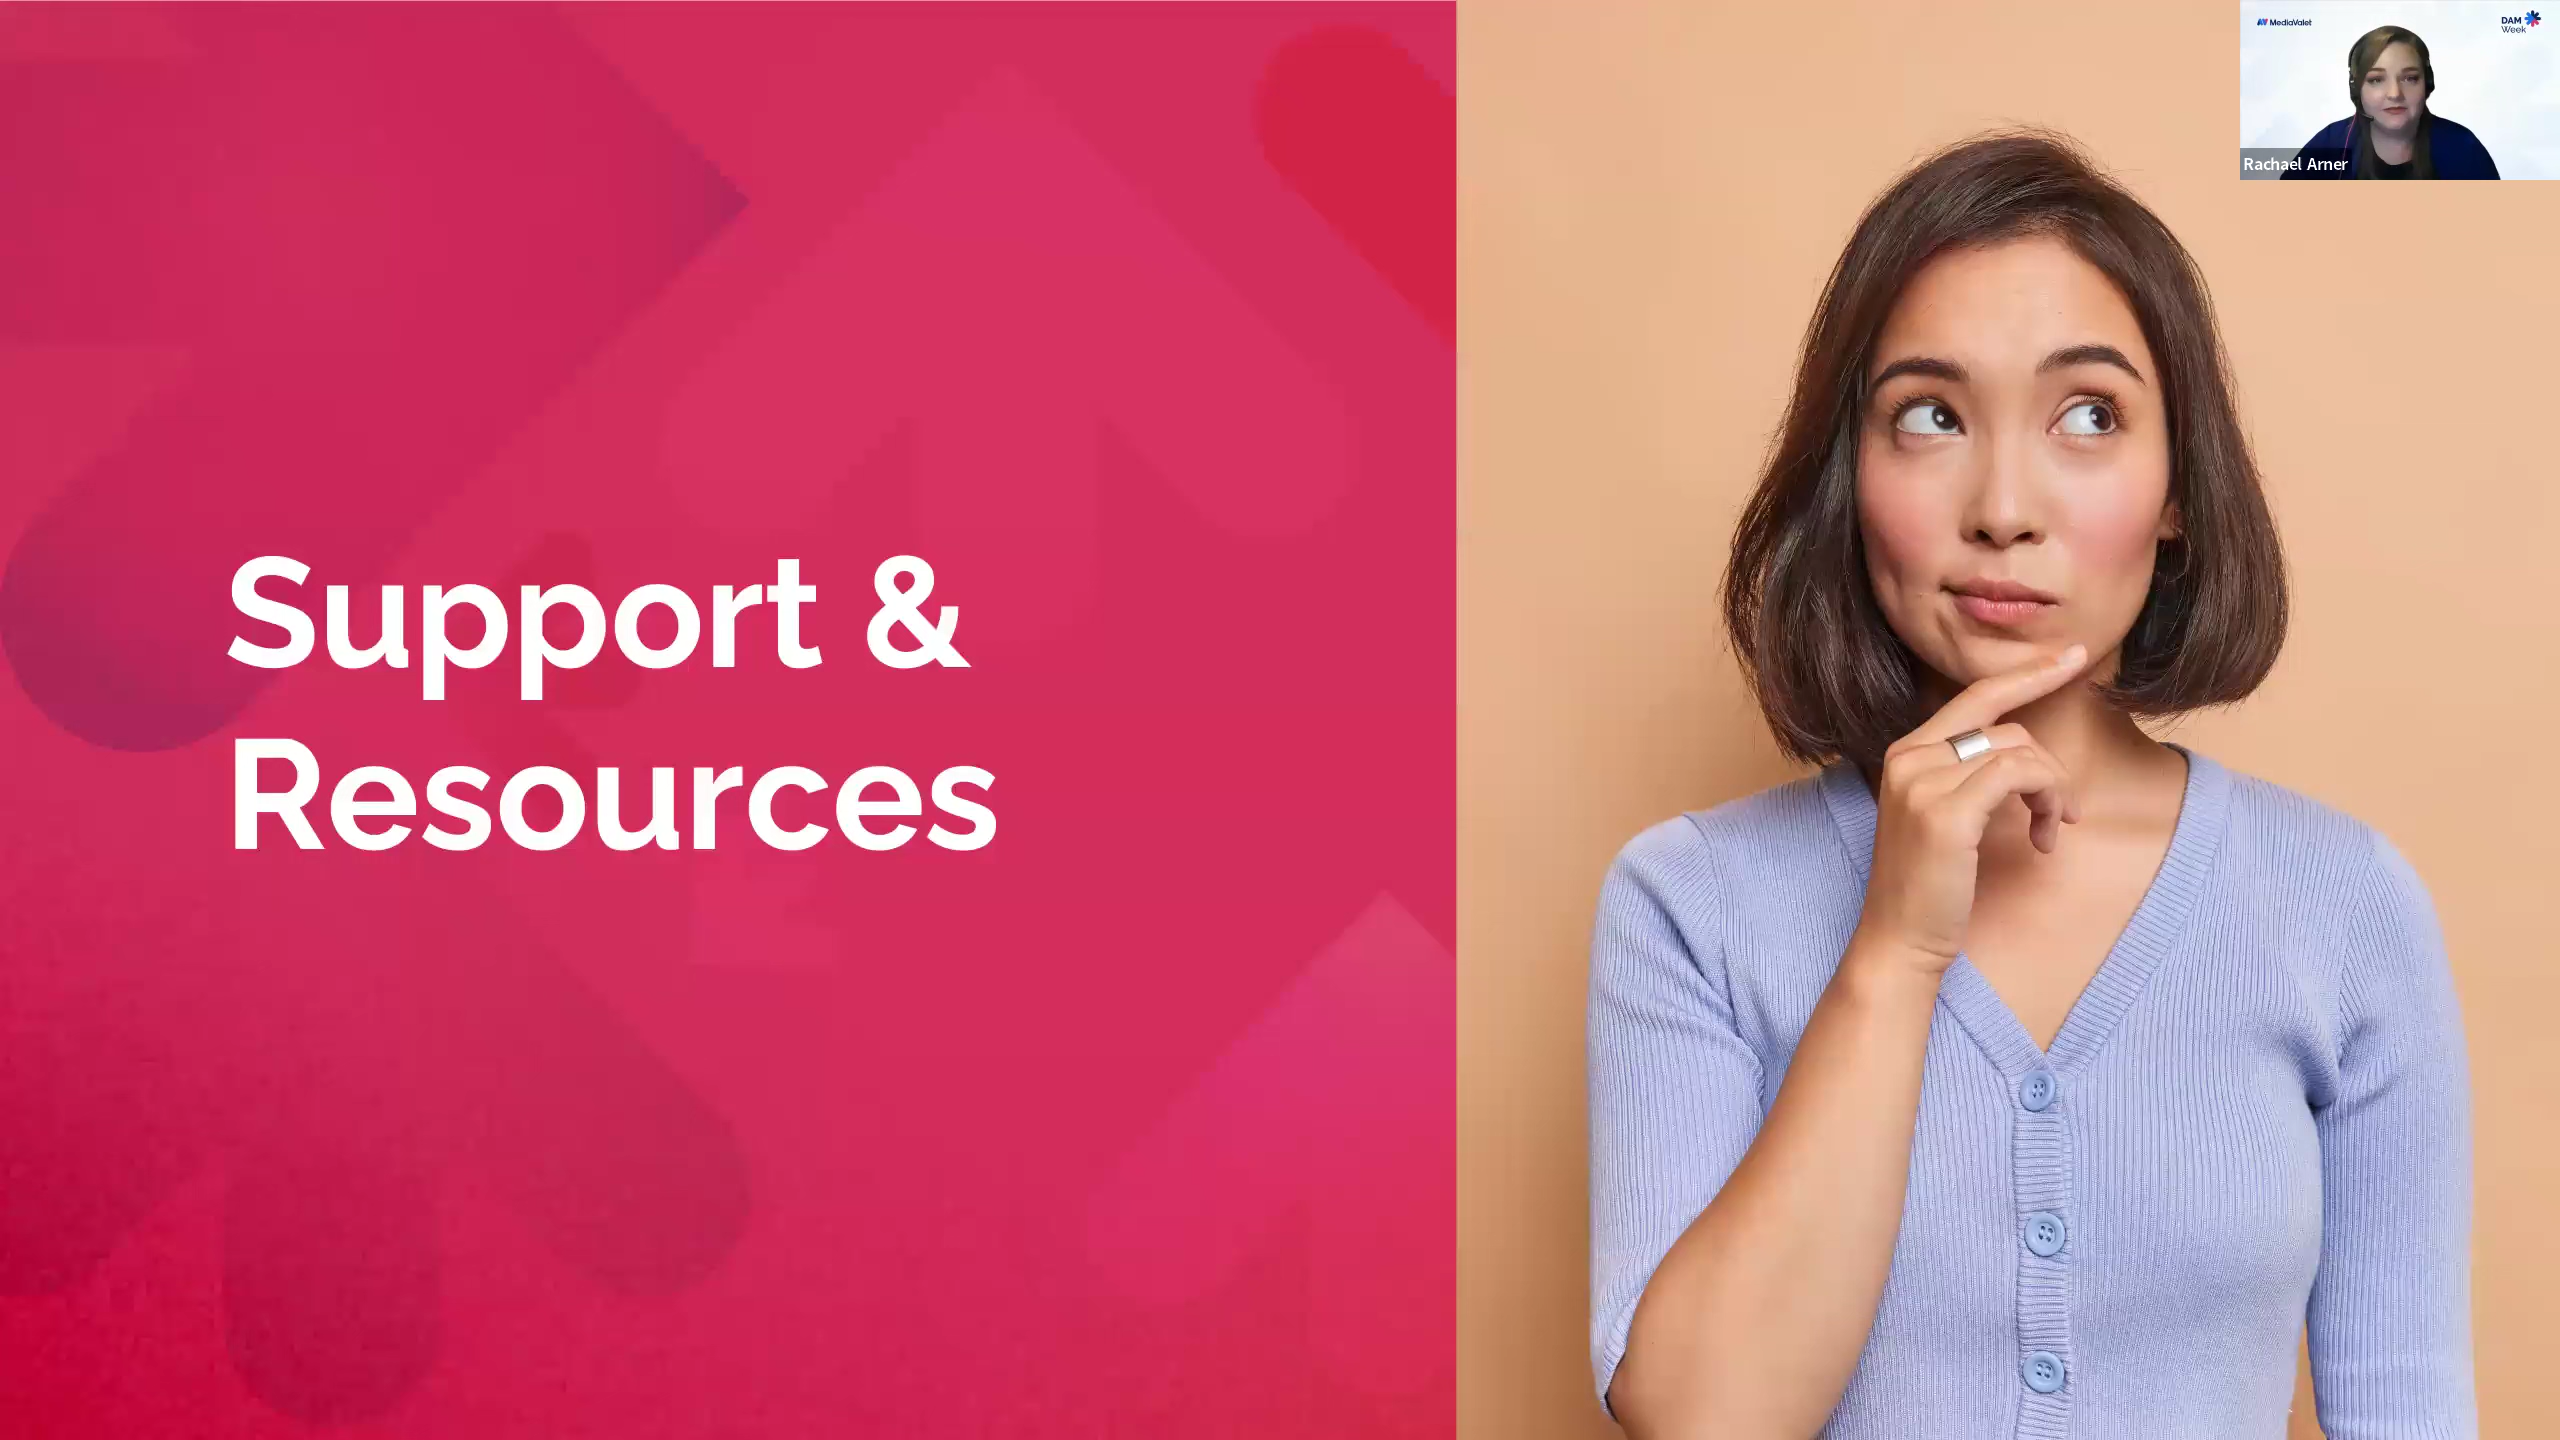 Support &
Resources
MediaValet
DAM
Week
Rachael Arner